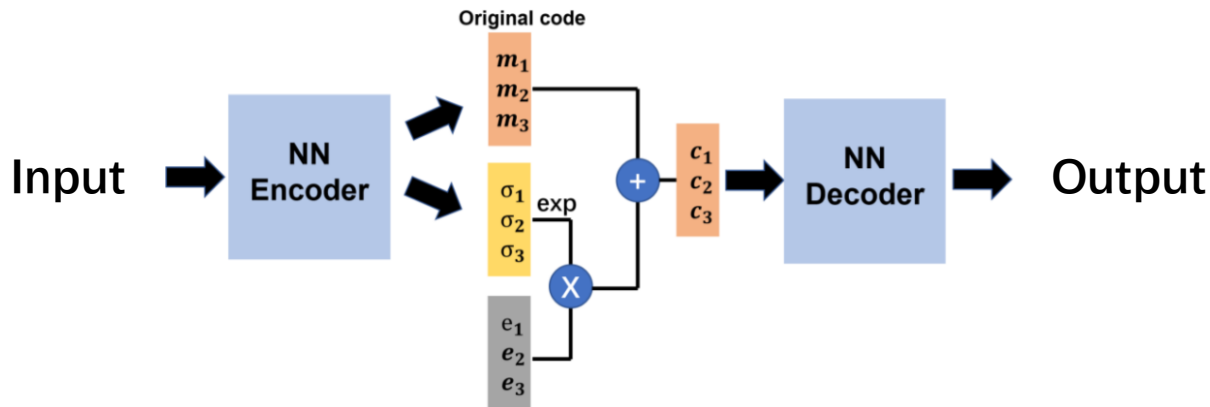 Input
NN
Encoder
Original code
m₁
m₂
m₃
σ₁
σ₂
σ₃
exp
e₁
e₂
e₃
X
+
c₁
c₂
c₃
NN
Decoder
Output